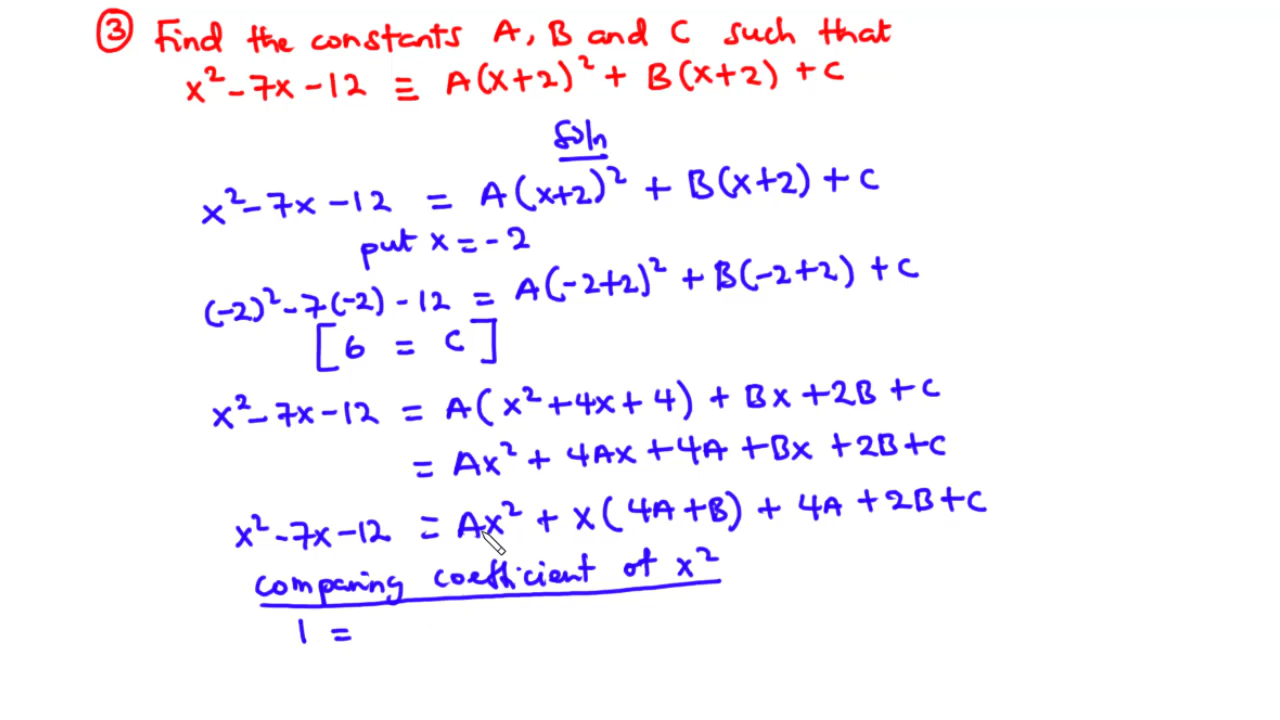 ③ Find the constants A, B and C such that
x² - 7x - 12 ≡ A(x+2)² + B(x+2) + C
Soln
x² - 7x - 12 = A(x+2)² + B(x+2) + C
put x = -2
(-2)² - 7(-2) - 12 = A(-2+2)² + B(-2+2) + C
[6 = C]
x² - 7x - 12 = A(x² + 4x + 4) + Bx + 2B + C
= Ax² + 4Ax + 4A + Bx + 2B + C
x² - 7x - 12 = Ax² + x(4A+B) + 4A + 2B + C
comparing coefficient of x²
1 =